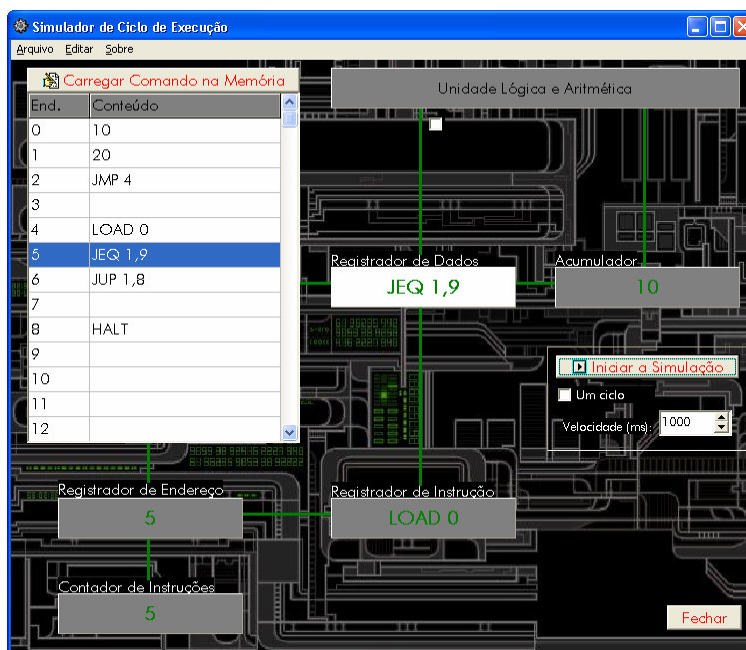 Simulador de Ciclo de Execução
Arquivo Editar Sobre
Carregar Comando na Memória
End. Conteúdo
0 10
1 20
2 JMP 4
3
4 LOAD 0
5 JEQ 1,9
6 JUP 1,8
7
8 HALT
9
10
11
12
Unidade Lógica e Aritmética
Registrador de Dados
JEQ 1,9
Acumulador
10
Iniciar a Simulação
Um ciclo
Velocidade (ms): 1000
Registrador de Endereço
5
Registrador de Instrução
LOAD 0
Contador de Instruções
5
Fechar